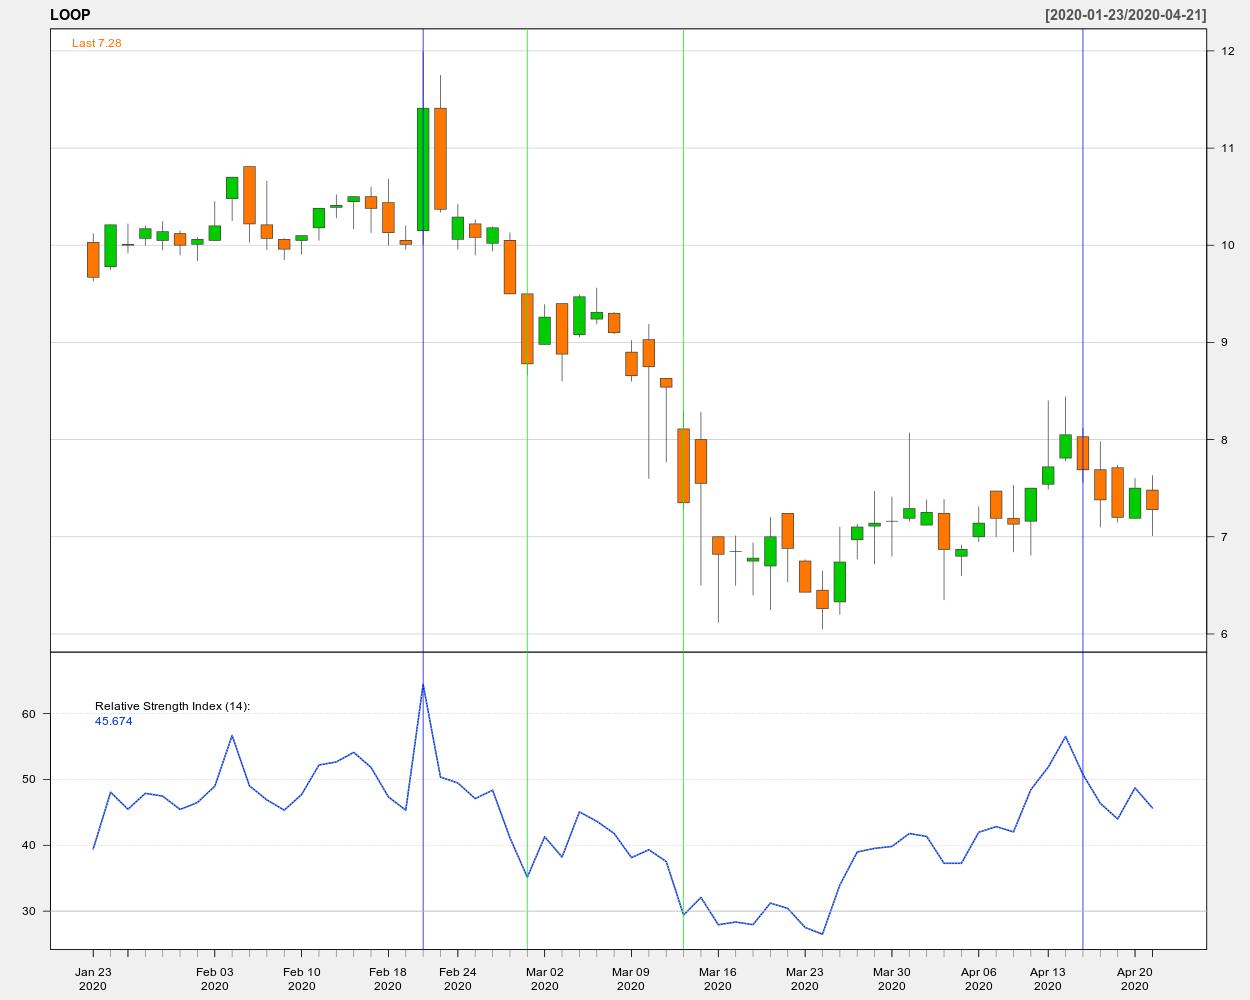 LOOP
[2020-01-23/2020-04-21]
Last 7.28
12
11
10
9
8
7
6
Relative Strength Index (14):
45.674
60
50
40
30
Jan 23 Feb 03 Feb 10 Feb 18 Feb 24 Mar 02 Mar 09 Mar 16 Mar 23 Mar 30 Apr 06 Apr 13 Apr 20
2020 2020 2020 2020 2020 2020 2020 2020 2020 2020 2020 2020 2020